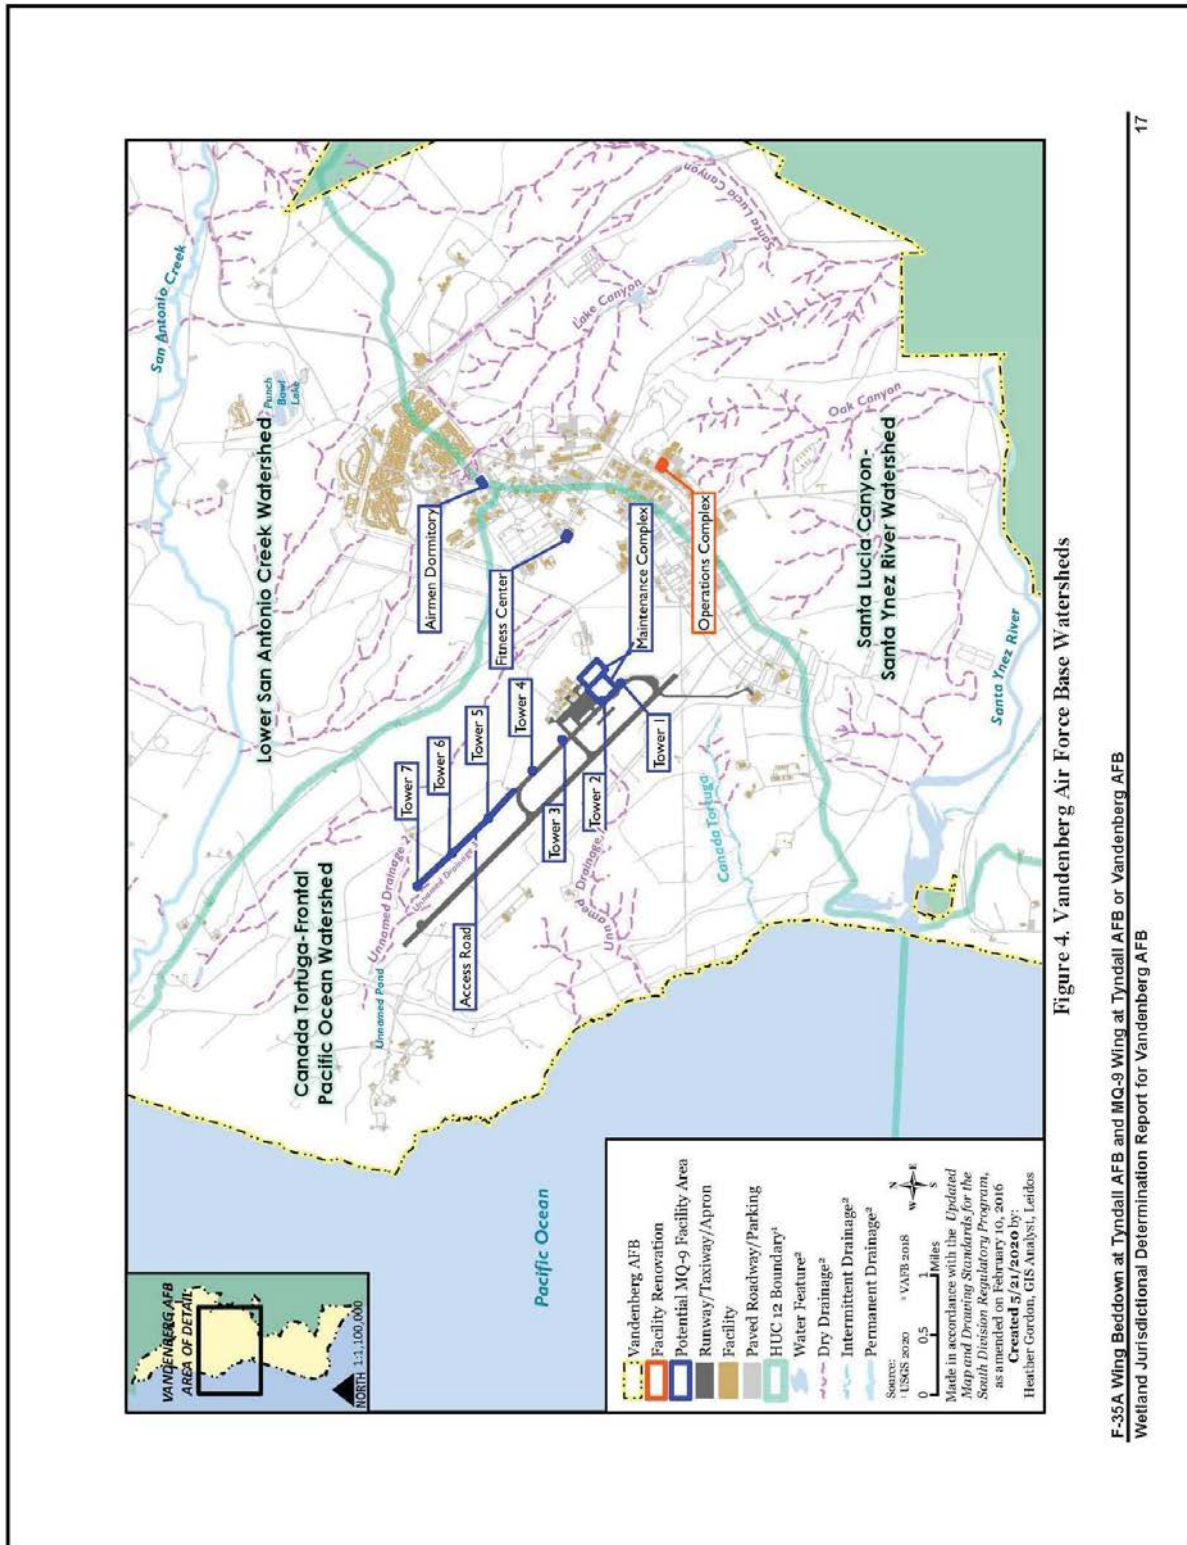 VANDENBERG AFB
AREA OF DETAIL
NORTH 1:1,100,000
Pacific Ocean
Canada Tortuga-Frontal
Pacific Ocean Watershed
Lower San Antonio Creek Watershed
San Antonio Creek
Punch
Bowl
Lake
Unnamed Pond
Unnamed Drainage 2
Unnamed Drainage 1
Tower 7
Tower 6
Tower 5
Tower 4
Airmen Dormitory
Fitness Center
Access Road
Tower 3
Tower 2
Tower 1
Maintenance Complex
Operations Complex
Unnamed Drainage
Canada Tortuga
Lake Canyon
Santa Lucia Canyon
Oak Canyon
Santa Lucia Canyon-
Santa Ynez River Watershed
Santa Ynez River
Vandenberg AFB
Facility Renovation
Potential MQ-9 Facility Area
Runway/Taxiway/Apron
Facility
Paved Roadway/Parking
HUC 12 Boundary¹
Water Feature²
Dry Drainage²
Intermittent Drainage²
Permanent Drainage²
Source:
¹ USGS 2020 ² VAFB 2018
N
W E
S
0 0.5 1
Miles
Made in accordance with the Updated
Map and Drawing Standards for the
South Division Regulatory Program,
as amended on February 10, 2016
Created 5/21/2020 by:
Heather Gordon, GIS Analyst, Leidos
Figure 4. Vandenberg Air Force Base Watersheds
F-35A Wing Beddown at Tyndall AFB and MQ-9 Wing at Tyndall AFB or Vandenberg AFB
Wetland Jurisdictional Determination Report for Vandenberg AFB 17